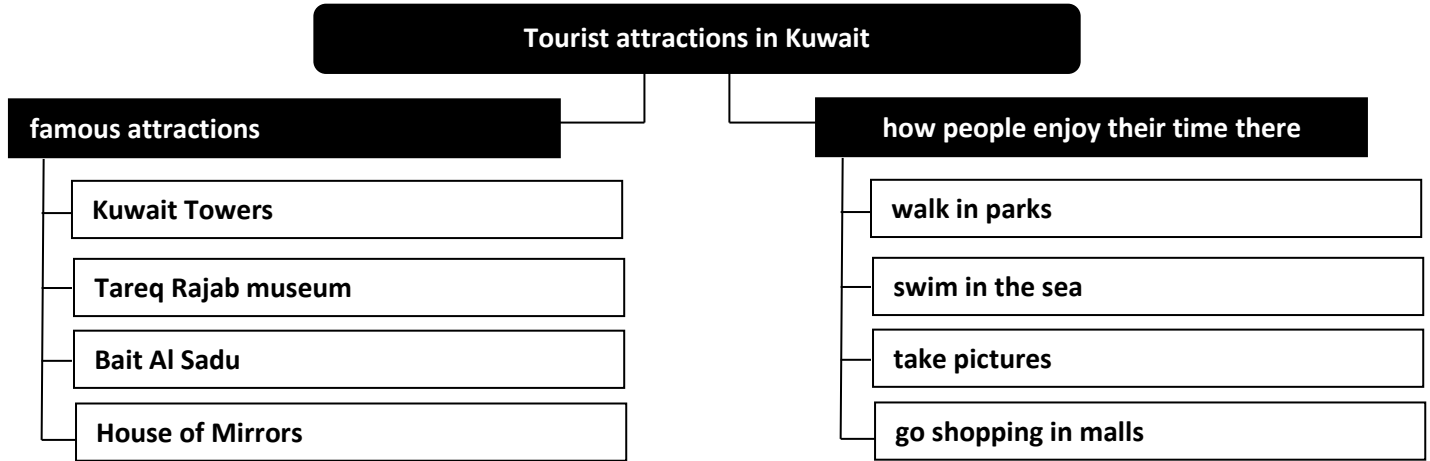 Tourist attractions in Kuwait
famous attractions
Kuwait Towers
Tareq Rajab museum
Bait Al Sadu
House of Mirrors
how people enjoy their time there
walk in parks
swim in the sea
take pictures
go shopping in malls